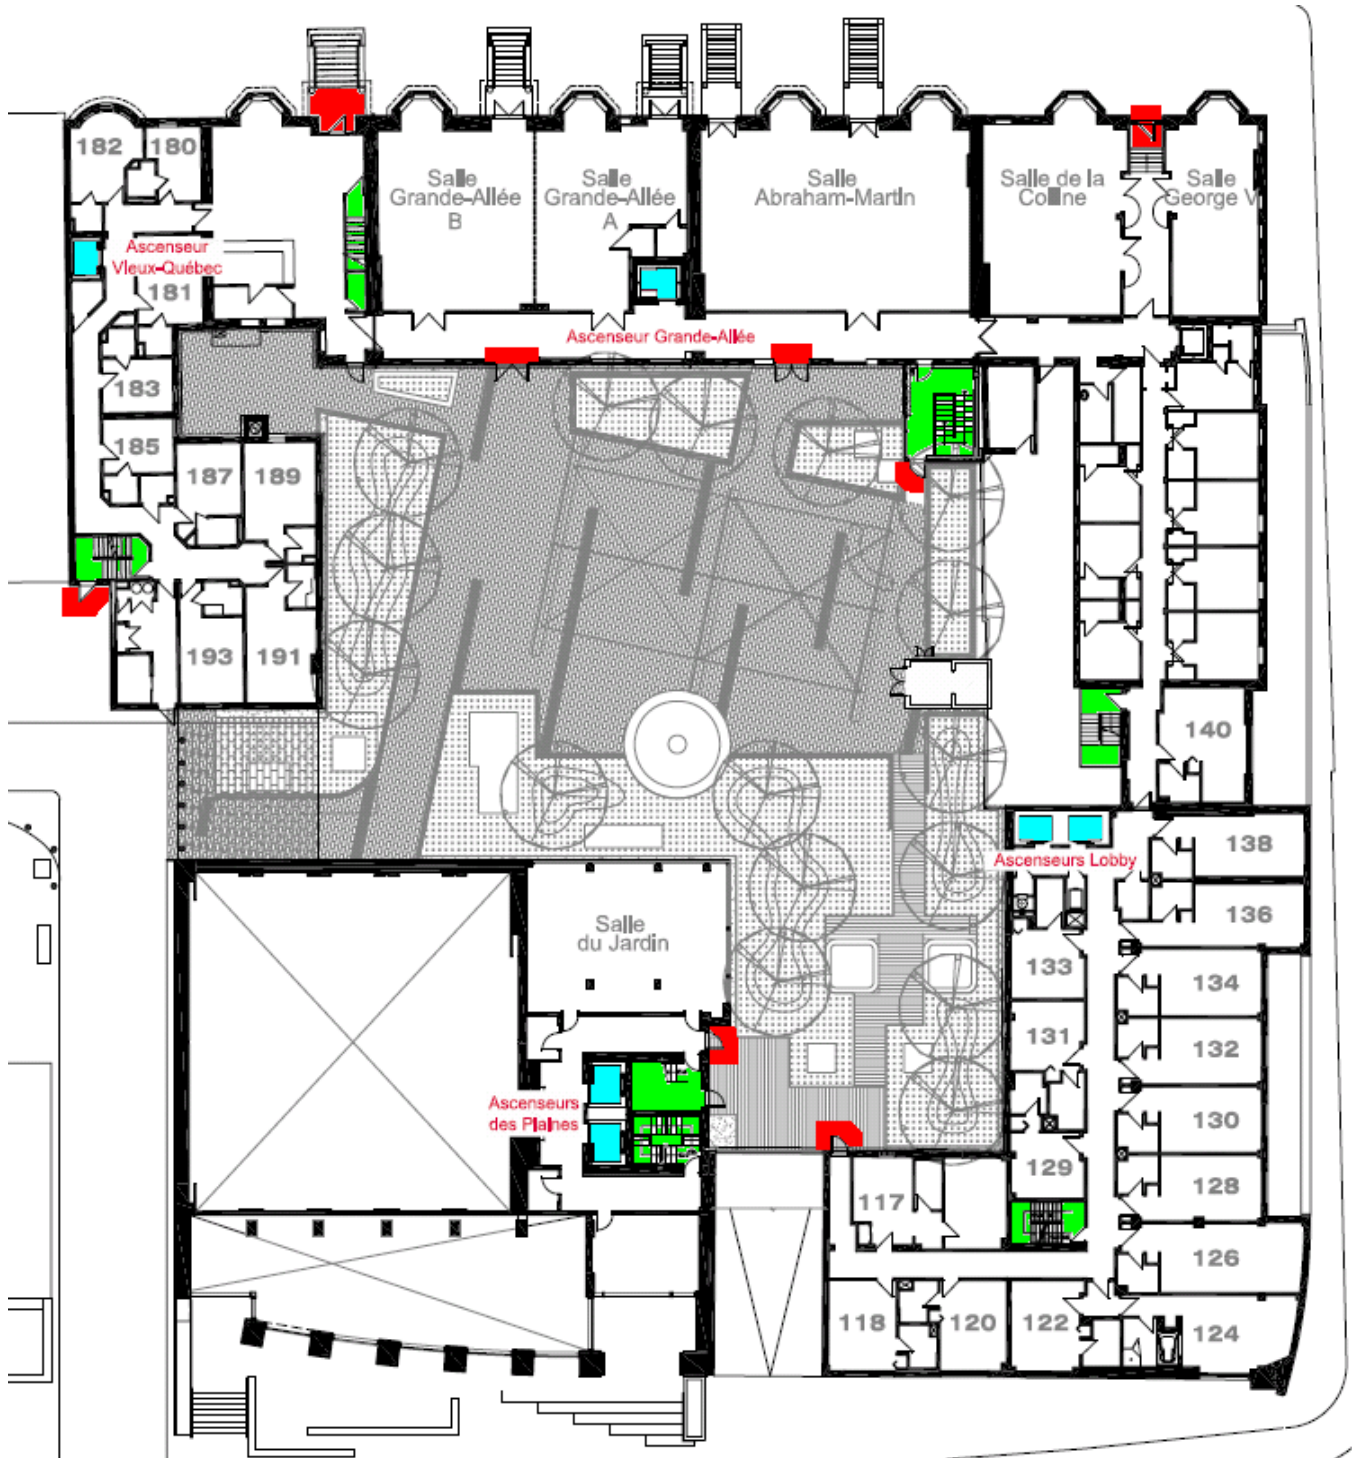 182
180
Salle
Grande-Allée
B
Salle
Grande-Allée
A
Salle
Abraham-Martin
Salle de la
Colline
Salle
George V
Ascenseur
Vieux-Québec
181
Ascenseur Grande-Allée
183
185
187
189
193
191
140
Ascenseurs Lobby
138
136
Salle
du Jardin
133
134
131
132
Ascenseurs
des Plaines
130
129
128
117
126
118
120
122
124